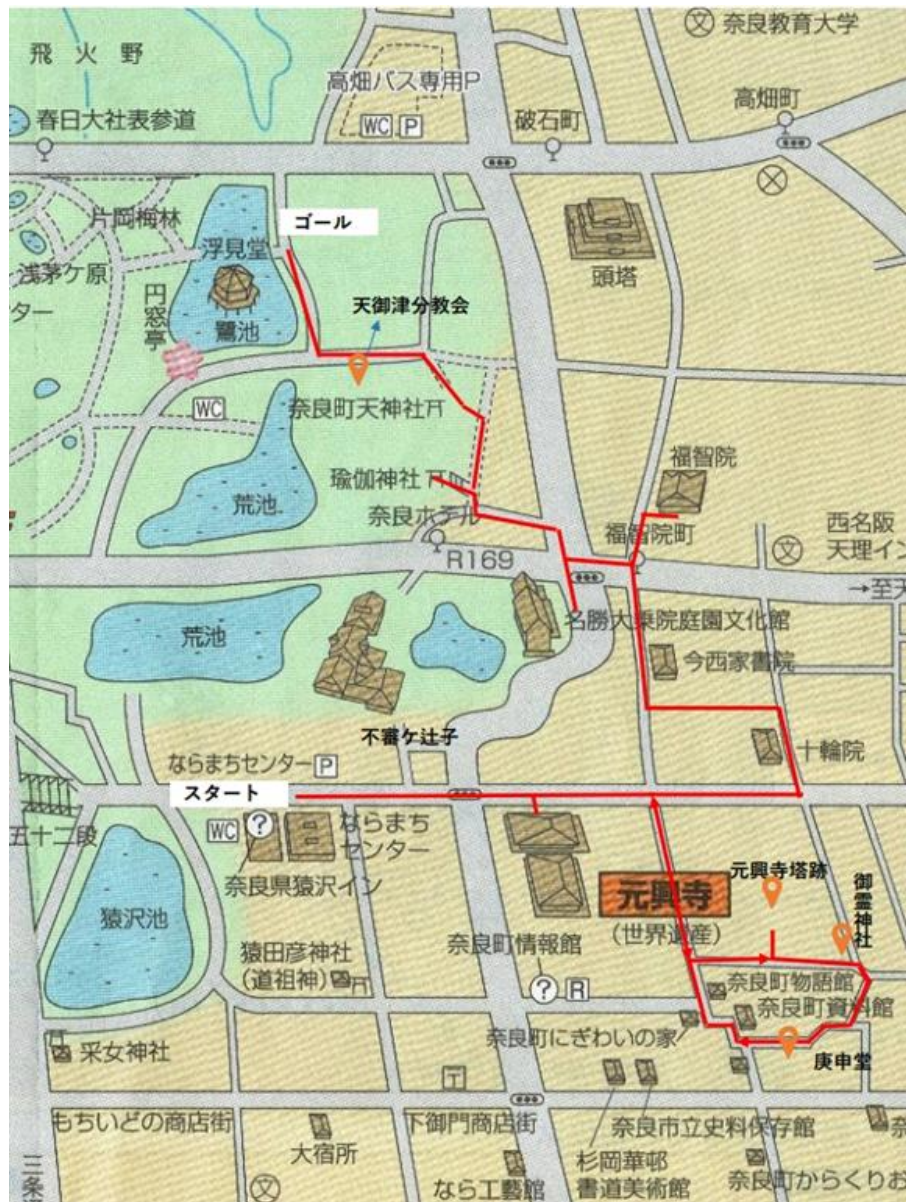 奈良教育大学
飛火野
高畑バス専用P
WC P
春日大社表参道
破石町
高畑町
片岡梅林
ゴール
浮見堂
浅茅ケ原
ター
円窓亭
鷺池
天御津分教会
頭塔
WC
奈良町天神社
福智院
瑜伽神社
荒池
奈良ホテル
福智院町
西名阪
天理イン
R169
→至天
荒池
名勝大乗院庭園文化館
今西家書院
不審ケ辻子
十輪院
ならまちセンター P
スタート
五十二段
WC ?
ならまち
センター
奈良県猿沢イン
元興寺塔跡
御霊神社
元興寺
(世界遺産)
猿沢池
奈良町情報館
猿田彦神社
(道祖神)
奈良町物語館
奈良町資料館
? R
奈良町にぎわいの家
采女神社
庚申堂
もちいどの商店街
下御門商店街
奈良市立史料保存館
大宿所
杉岡華邨
書道美術館
三条
なら工藝館
奈良町からくりお